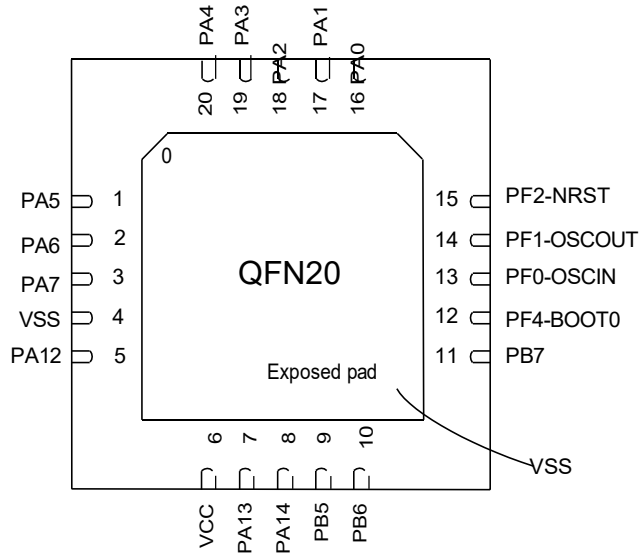 PA4 PA3 PA2 PA1 PA0
20 19 18 17 16
0
PA5 1
PA6 2
PA7 3
VSS 4
PA12 5
15 PF2-NRST
14 PF1-OSCOUT
13 PF0-OSCIN
12 PF4-BOOT0
11 PB7
QFN20
Exposed pad
VSS
6 7 8 9 10
VCC PA13 PA14 PB5 PB6